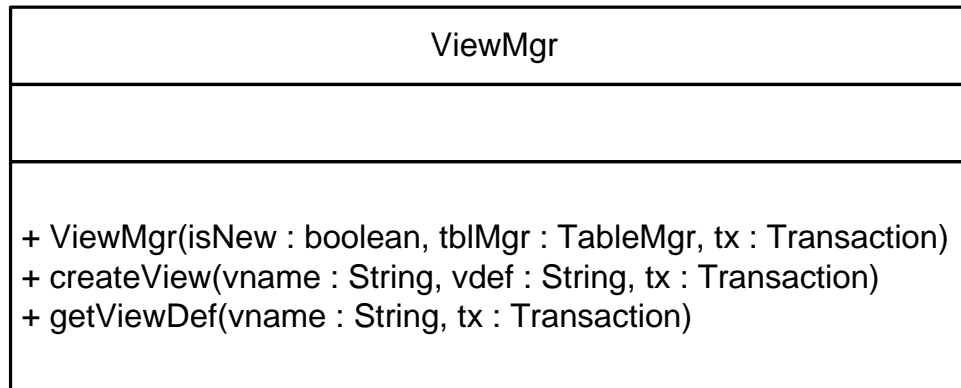 ViewMgr
+ ViewMgr(isNew : boolean, tblMgr : TableMgr, tx : Transaction)
+ createView(vname : String, vdef : String, tx : Transaction)
+ getViewDef(vname : String, tx : Transaction)